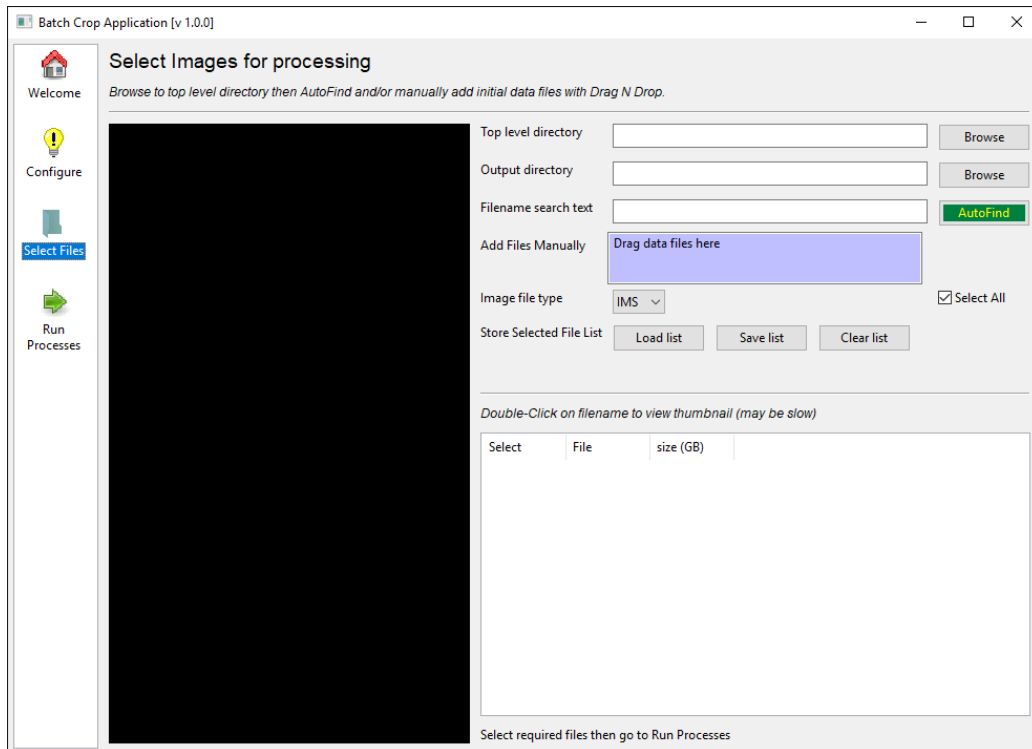 Batch Crop Application [v 1.0.0]
Welcome
Configure
Select Files
Run
Processes
Select Images for processing
Browse to top level directory then AutoFind and/or manually add initial data files with Drag N Drop.
Top level directory
Browse
Output directory
Browse
Filename search text
AutoFind
Add Files Manually
Drag data files here
Image file type
IMS
Select All
Store Selected File List
Load list
Save list
Clear list
Double-Click on filename to view thumbnail (may be slow)
Select File size (GB)
Select required files then go to Run Processes